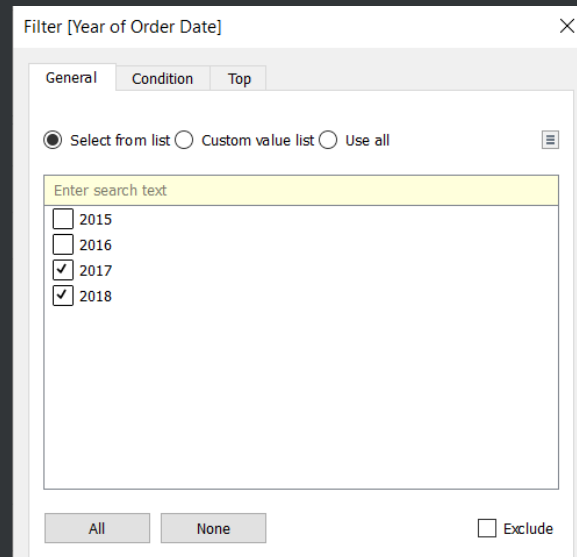 Filter [Year of Order Date]
General Condition Top
Select from list Custom value list Use all
Enter search text
2015
2016
2017
2018
All None Exclude